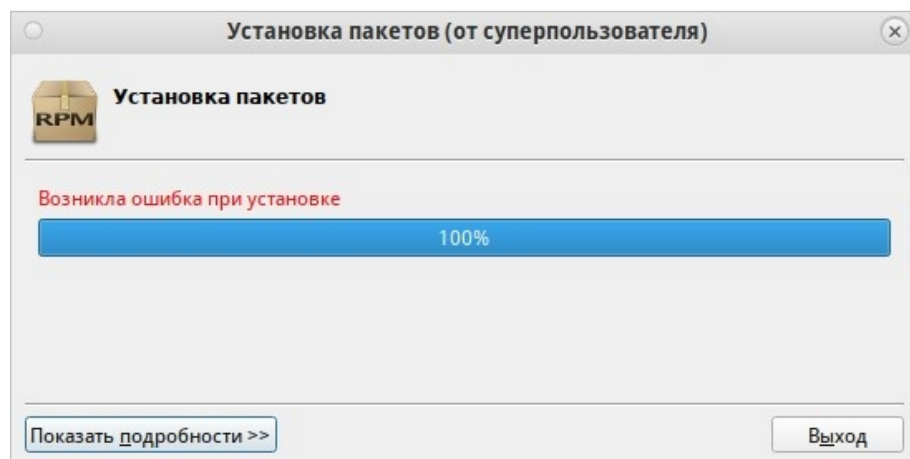 Установка пакетов (от суперпользователя)
RPM
Установка пакетов
Возникла ошибка при установке
100%
Показать подробности >>
Выход